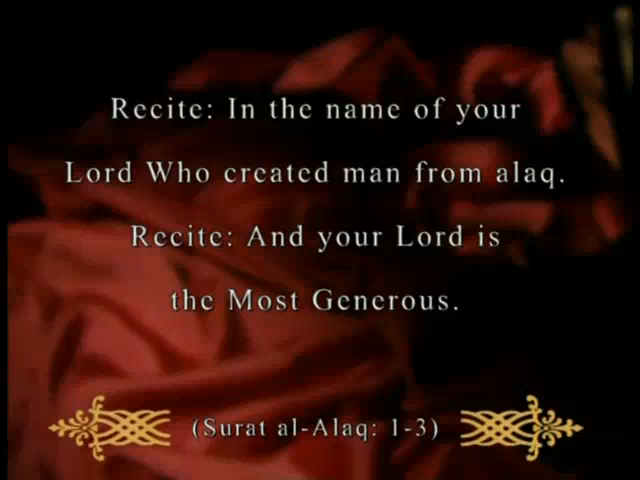 Recite: In the name of your
Lord Who created man from alaq.
Recite: And your Lord is
the Most Generous.
(Surat al-Alaq: 1-3)